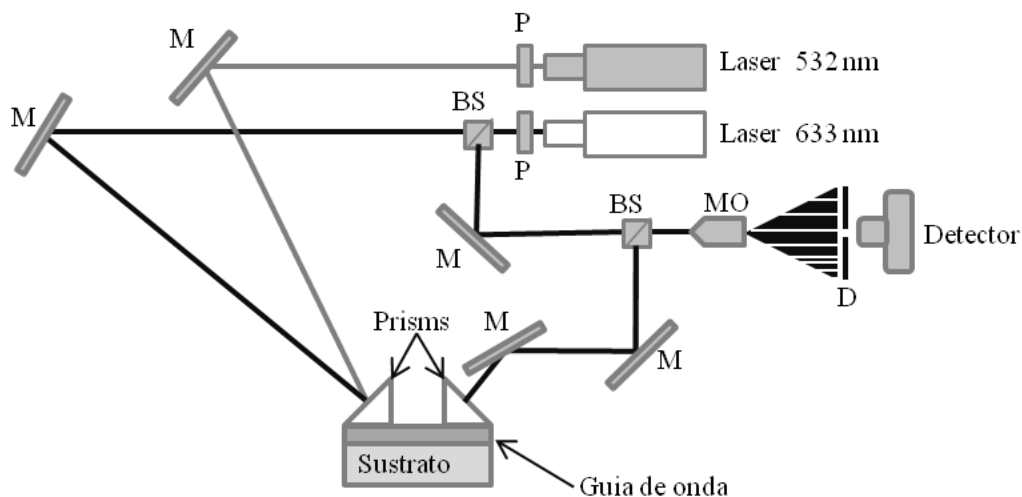 P
M
Laser 532 nm
M
BS
Laser 633 nm
P
BS
MO
Detector
M
D
Prisms
M
M
Sustrato
Guia de onda